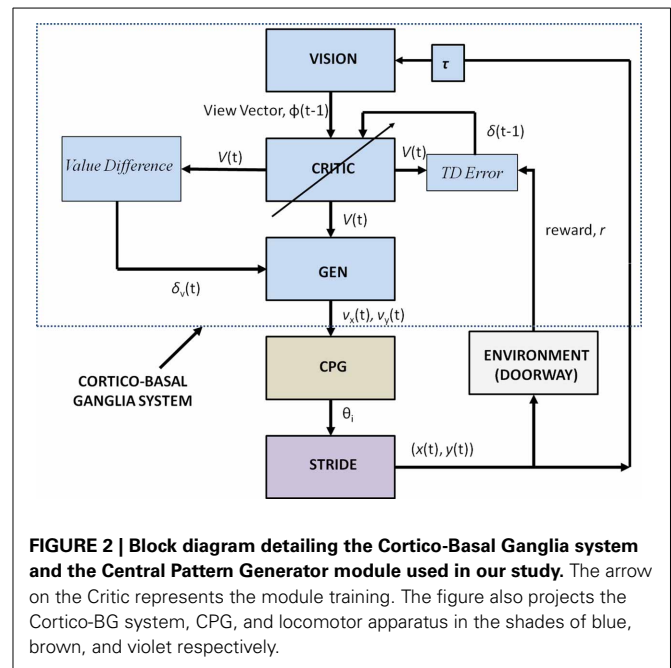 VISION
τ
View Vector, ϕ(t-1)
δ(t-1)
Value Difference
V(t)
CRITIC
V(t)
TD Error
V(t)
reward, r
GEN
δv(t)
vx(t), vy(t)
CORTICO-BASAL
GANGLIA SYSTEM
CPG
ENVIRONMENT
(DOORWAY)
θi
STRIDE
(x(t), y(t))
FIGURE 2 | Block diagram detailing the Cortico-Basal Ganglia system
and the Central Pattern Generator module used in our study. The arrow
on the Critic represents the module training. The figure also projects the
Cortico-BG system, CPG, and locomotor apparatus in the shades of blue,
brown, and violet respectively.